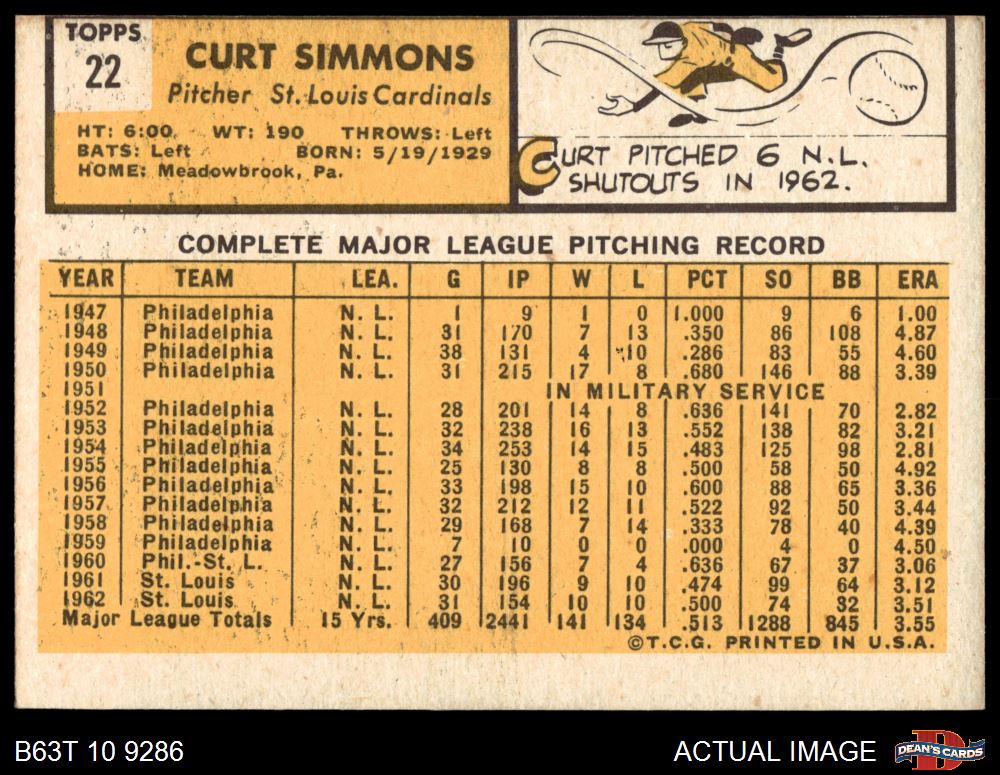 TOPPS
22
CURT SIMMONS
Pitcher St. Louis Cardinals
HT: 6:00. WT: 190 THROWS: Left
BATS: Left BORN: 5/19/1929
HOME: Meadowbrook, Pa.
CURT PITCHED 6 N.L.
SHUTOUTS IN 1962.
COMPLETE MAJOR LEAGUE PITCHING RECORD
YEAR TEAM LEA. G IP W L PCT SO BB ERA
1947 Philadelphia N. L. 1 9 1 0 1.000 9 6 1.00
1948 Philadelphia N. L. 31 170 7 13 .350 86 108 4.87
1949 Philadelphia N. L. 38 131 4 10 .286 83 55 4.60
1950 Philadelphia N. L. 31 215 17 8 .680 146 88 3.39
1951 IN MILITARY SERVICE
1952 Philadelphia N. L. 28 201 14 8 .636 141 70 2.82
1953 Philadelphia N. L. 32 238 16 13 .552 138 82 3.21
1954 Philadelphia N. L. 34 253 14 15 .483 125 98 2.81
1955 Philadelphia N. L. 25 130 8 8 .500 58 50 4.92
1956 Philadelphia N. L. 33 198 15 10 .600 88 65 3.36
1957 Philadelphia N. L. 32 212 12 11 .522 92 50 3.44
1958 Philadelphia N. L. 29 168 7 14 .333 78 40 4.39
1959 Philadelphia N. L. 7 10 0 0 .000 4 0 4.50
1960 Phil.-St. L. N. L. 27 156 7 4 .636 67 37 3.06
1961 St. Louis N. L. 30 196 9 10 .474 99 64 3.12
1962 St. Louis N. L. 31 154 10 10 .500 74 32 3.51
Major League Totals 15 Yrs. 409 2441 141 134 .513 1288 845 3.55
©T.C.G. PRINTED IN U.S.A.
B63T 10 9286 ACTUAL IMAGE
DEAN'S CARDS